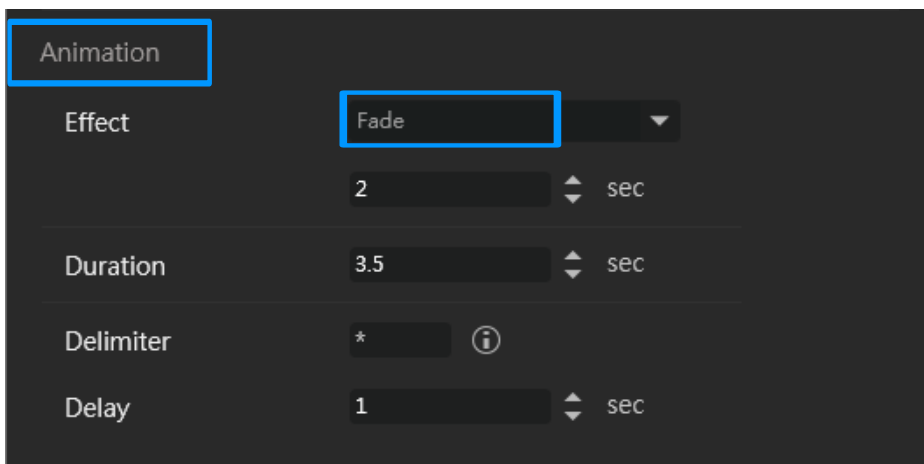 Animation
Effect Fade
2 sec
Duration 3.5 sec
Delimiter *
Delay 1 sec